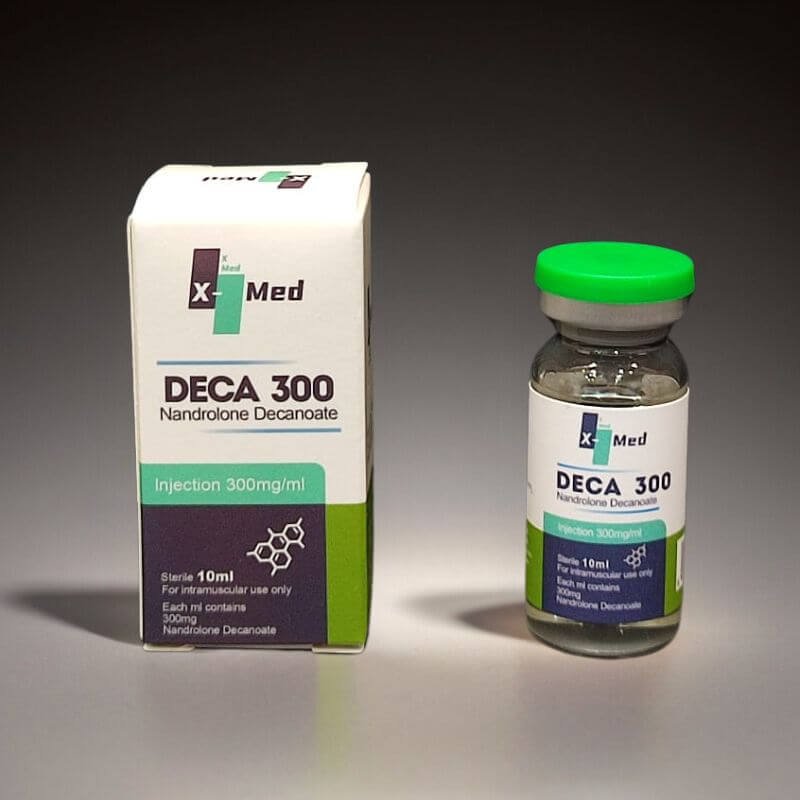 X-Med
X
Med
X- Med
DECA 300
Nandrolone Decanoate
Injection 300mg/ml
Sterile 10ml
For intramuscular use only
Each ml contains
300mg
Nandrolone Decanoate
X- Med
DECA 300
Nandrolone Decanoate
Injection 300mg/ml
Sterile 10ml
For intramuscular use only
Each ml contains
300mg
Nandrolone Decanoate